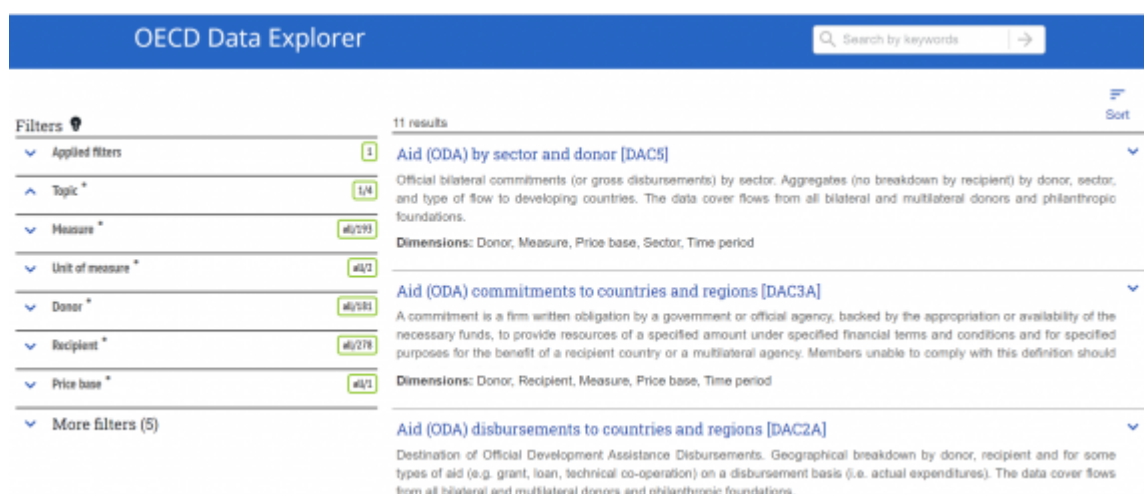 OECD Data Explorer
Search by keywords
Sort
Filters
Applied filters 1
Topic * 1/4
Measure * all/193
Unit of measure * all/2
Donor * all/181
Recipient * all/278
Price base * all/1
More filters (5)
11 results
Aid (ODA) by sector and donor [DAC5]
Official bilateral commitments (or gross disbursements) by sector. Aggregates (no breakdown by recipient) by donor, sector,
and type of flow to developing countries. The data cover flows from all bilateral and multilateral donors and philanthropic
foundations.
Dimensions: Donor, Measure, Price base, Sector, Time period
Aid (ODA) commitments to countries and regions [DAC3A]
A commitment is a firm written obligation by a government or official agency, backed by the appropriation or availability of the
necessary funds, to provide resources of a specified amount under specified financial terms and conditions and for specified
purposes for the benefit of a recipient country or a multilateral agency. Members unable to comply with this definition should
Dimensions: Donor, Recipient, Measure, Price base, Time period
Aid (ODA) disbursements to countries and regions [DAC2A]
Destination of Official Development Assistance Disbursements. Geographical breakdown by donor, recipient and for some
types of aid (e.g. grant, loan, technical co-operation) on a disbursement basis (i.e. actual expenditures). The data cover flows
from all bilateral and multilateral donors and philanthropic foundations.